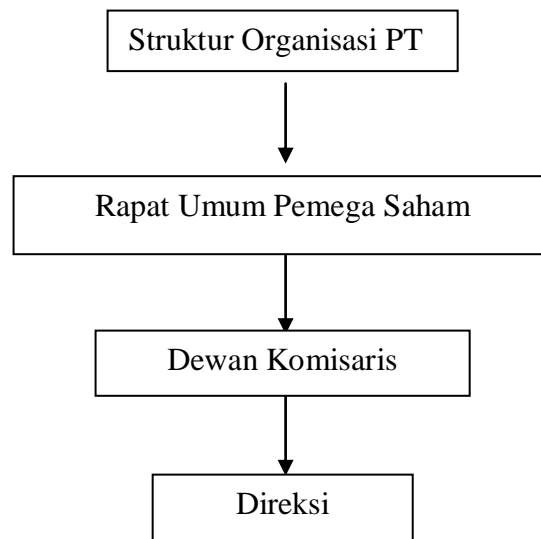 Struktur Organisasi PT
Rapat Umum Pemega Saham
Dewan Komisaris
Direksi